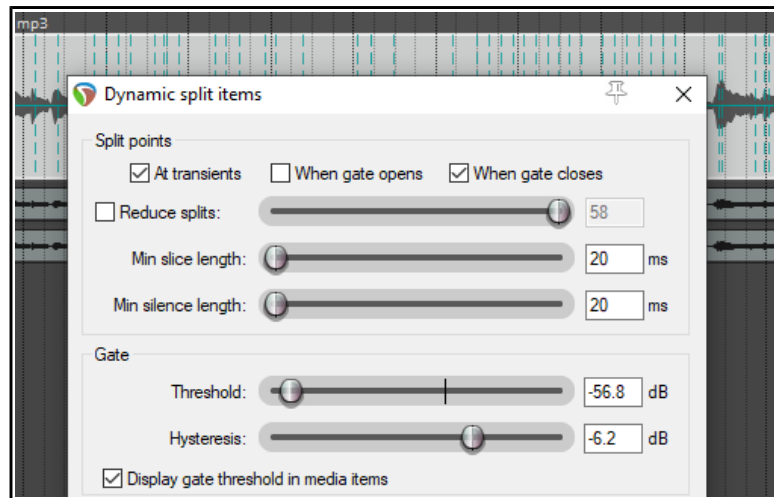 mp3
Dynamic split items
Split points
At transients When gate opens When gate closes
Reduce splits: 58
Min slice length: 20 ms
Min silence length: 20 ms
Gate
Threshold: -56.8 dB
Hysteresis: -6.2 dB
Display gate threshold in media items